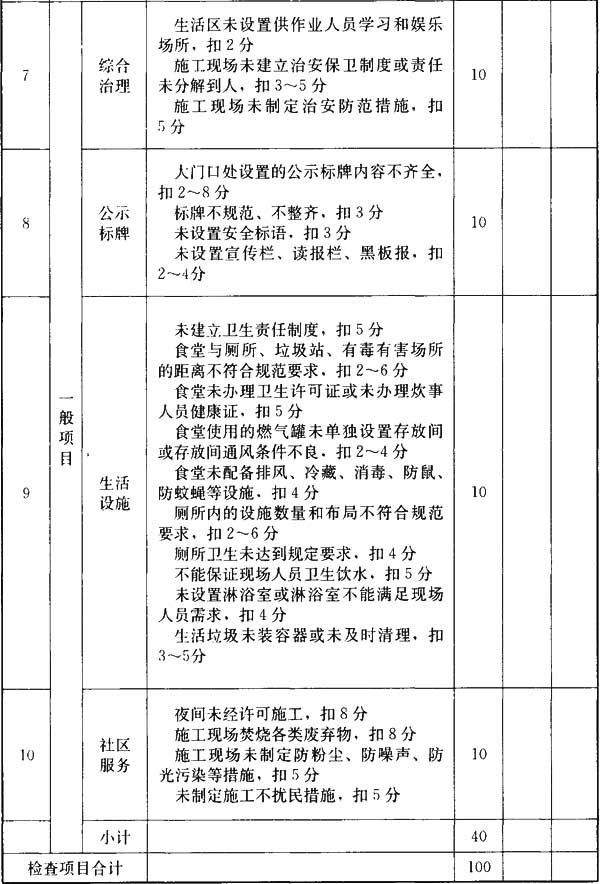 生活区未设置供作业人员学习和娱乐
场所，扣2分
施工现场未建立治安保卫制度或责任
未分解到人，扣3～5分
施工现场未制定治安防范措施，扣
5分
7
综合
治理
10
大门口处设置的公示标牌内容不齐全，
扣2～8分
标牌不规范、不整齐，扣3分
未设置安全标语，扣3分
未设置宣传栏、读报栏、黑板报，扣
2～4分
8
公示
标牌
10
一般项目
未建立卫生责任制度，扣5分
食堂与厕所、垃圾站、有毒有害场所
的距离不符合规范要求，扣2～6分
食堂未办理卫生许可证或未办理炊事
人员健康证，扣5分
食堂使用的燃气罐未单独设置存放间
或存放间通风条件不良，扣2～4分
食堂未配备排风、冷藏、消毒、防鼠、
防蚊蝇等设施，扣4分
厕所内的设施数量和布局不符合规范
要求，扣2～6分
厕所卫生未达到规定要求，扣4分
不能保证现场人员卫生饮水，扣5分
未设置淋浴室或淋浴室不能满足现场
人员需求，扣4分
生活垃圾未装容器或未及时清理，扣
3～5分
9
生活
设施
10
夜间未经许可施工，扣8分
施工现场焚烧各类废弃物，扣8分
施工现场未制定防粉尘、防噪声、防
光污染等措施，扣5分
未制定施工不扰民措施，扣5分
10
社区
服务
10
小计
40
检查项目合计
100